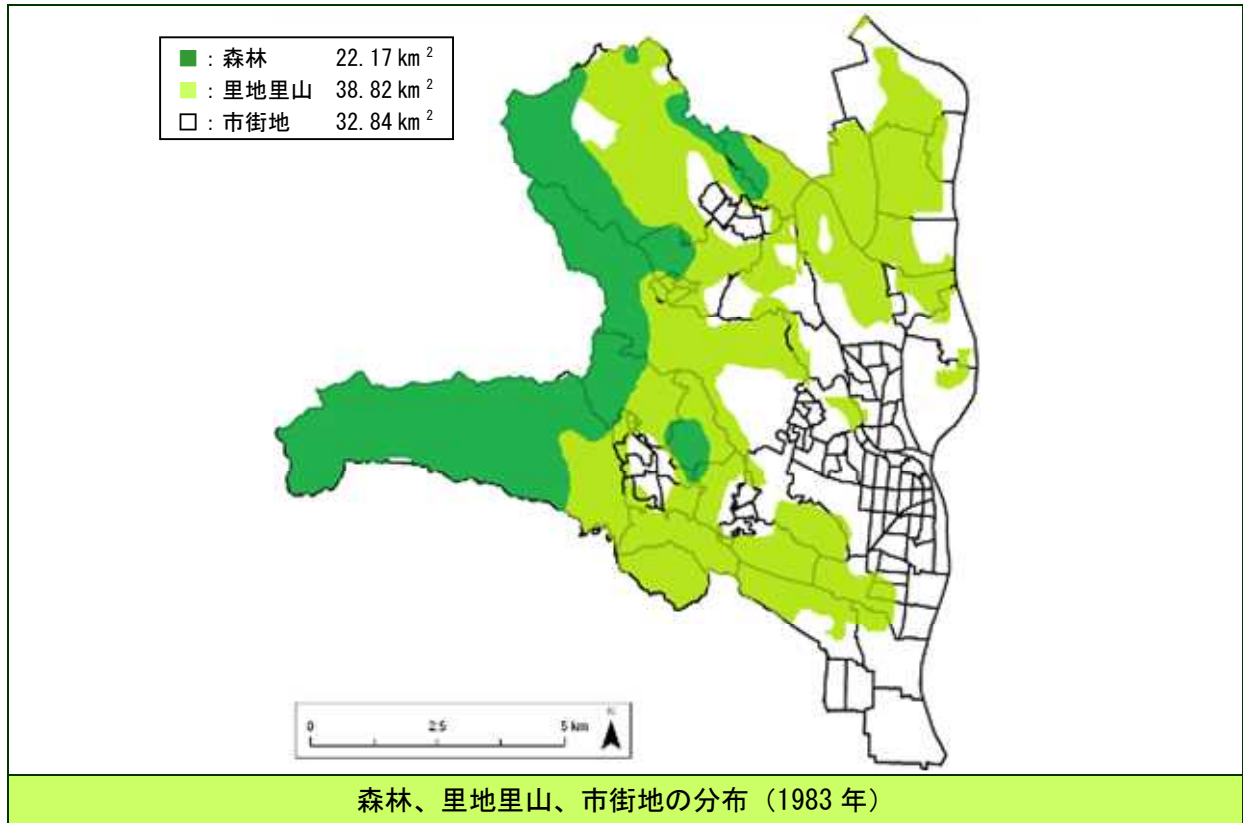 ■：森林 22.17 km²
■：里地里山 38.82 km²
□：市街地 32.84 km²
0 2.5 5 km
森林、里地里山、市街地の分布（1983 年）